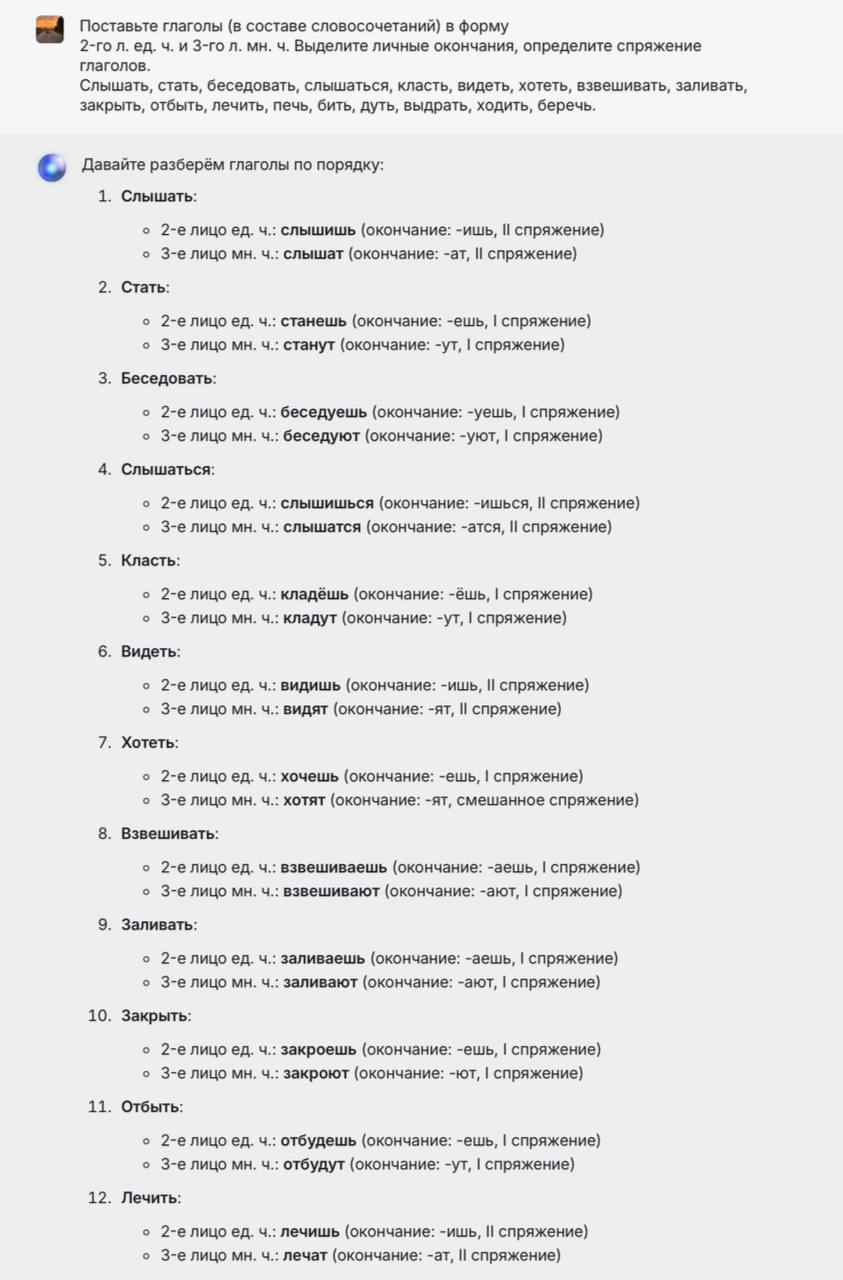 Поставьте глаголы (в составе словосочетаний) в форму
2-го л. ед. ч. и 3-го л. мн. ч. Выделите личные окончания, определите спряжение
глаголов.
Слышать, стать, беседовать, слышаться, класть, видеть, хотеть, взвешивать, заливать,
закрыть, отбыть, лечить, печь, бить, дуть, выдрать, ходить, беречь.
Давайте разберём глаголы по порядку:
1. Слышать:
◦ 2-е лицо ед. ч.: слышишь (окончание: -ишь, II спряжение)
◦ 3-е лицо мн. ч.: слышат (окончание: -ат, II спряжение)
2. Стать:
◦ 2-е лицо ед. ч.: станешь (окончание: -ешь, I спряжение)
◦ 3-е лицо мн. ч.: станут (окончание: -ут, I спряжение)
3. Беседовать:
◦ 2-е лицо ед. ч.: беседуешь (окончание: -уешь, I спряжение)
◦ 3-е лицо мн. ч.: беседуют (окончание: -уют, I спряжение)
4. Слышаться:
◦ 2-е лицо ед. ч.: слышишься (окончание: -ишься, II спряжение)
◦ 3-е лицо мн. ч.: слышатся (окончание: -атся, II спряжение)
5. Класть:
◦ 2-е лицо ед. ч.: кладёшь (окончание: -ёшь, I спряжение)
◦ 3-е лицо мн. ч.: кладут (окончание: -ут, I спряжение)
6. Видеть:
◦ 2-е лицо ед. ч.: видишь (окончание: -ишь, II спряжение)
◦ 3-е лицо мн. ч.: видят (окончание: -ят, II спряжение)
7. Хотеть:
◦ 2-е лицо ед. ч.: хочешь (окончание: -ешь, I спряжение)
◦ 3-е лицо мн. ч.: хотят (окончание: -ят, смешанное спряжение)
8. Взвешивать:
◦ 2-е лицо ед. ч.: взвешиваешь (окончание: -аешь, I спряжение)
◦ 3-е лицо мн. ч.: взвешивают (окончание: -ают, I спряжение)
9. Заливать:
◦ 2-е лицо ед. ч.: заливаешь (окончание: -аешь, I спряжение)
◦ 3-е лицо мн. ч.: заливают (окончание: -ают, I спряжение)
10. Закрыть:
◦ 2-е лицо ед. ч.: закроешь (окончание: -ешь, I спряжение)
◦ 3-е лицо мн. ч.: закроют (окончание: -ют, I спряжение)
11. Отбыть:
◦ 2-е лицо ед. ч.: отбудешь (окончание: -ешь, I спряжение)
◦ 3-е лицо мн. ч.: отбудут (окончание: -ут, I спряжение)
12. Лечить:
◦ 2-е лицо ед. ч.: лечишь (окончание: -ишь, II спряжение)
◦ 3-е лицо мн. ч.: лечат (окончание: -ат, II спряжение)